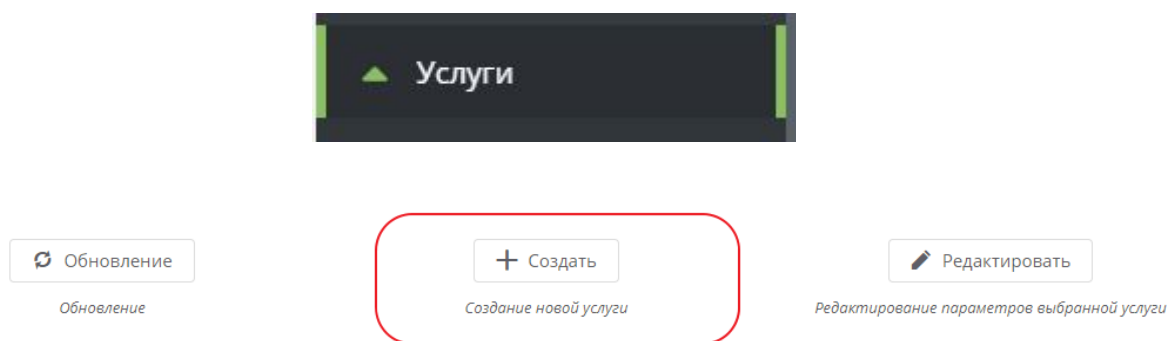 Услуги
Обновление
Создать
Редактировать
Обновление
Создание новой услуги
Редактирование параметров выбранной услуги